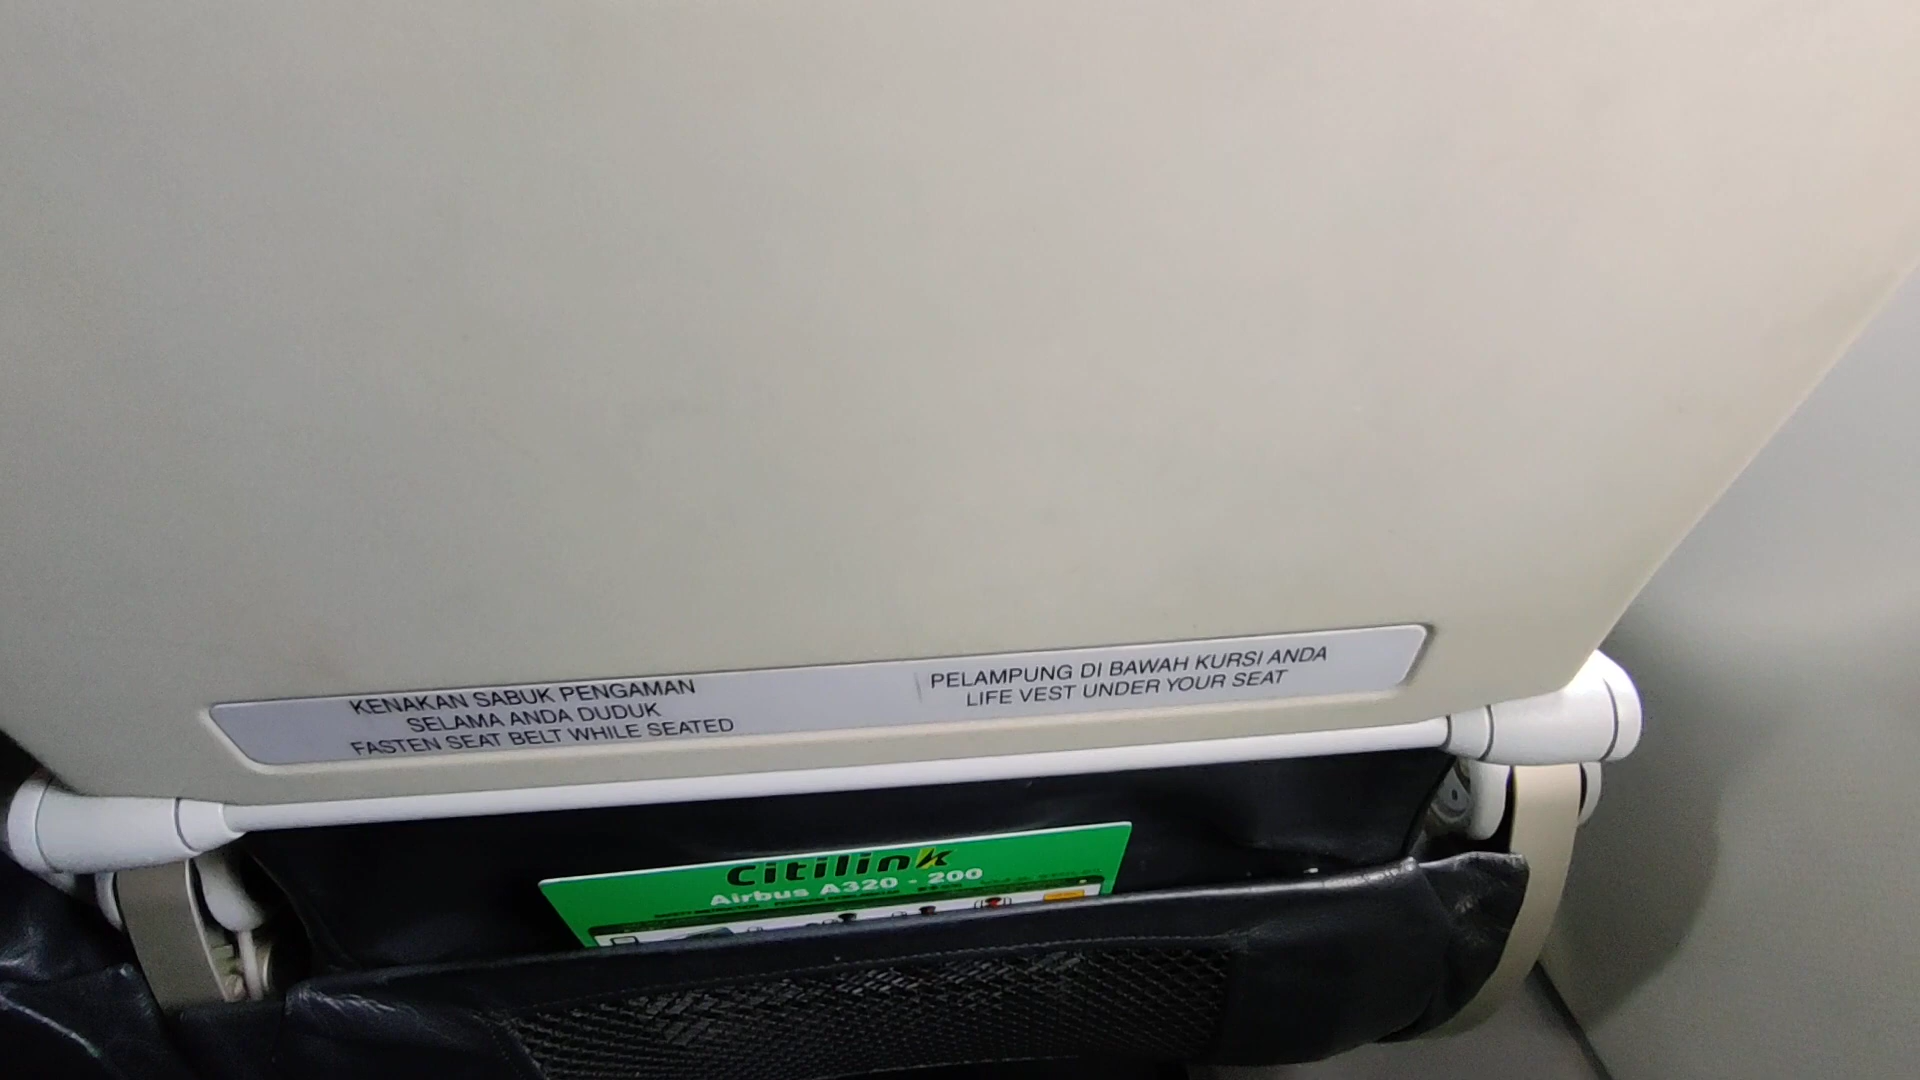 KENAKAN SABUK PENGAMAN
SELAMA ANDA DUDUK
FASTEN SEAT BELT WHILE SEATED
PELAMPUNG DI BAWAH KURSI ANDA
LIFE VEST UNDER YOUR SEAT
Citilink
Airbus A320 - 200